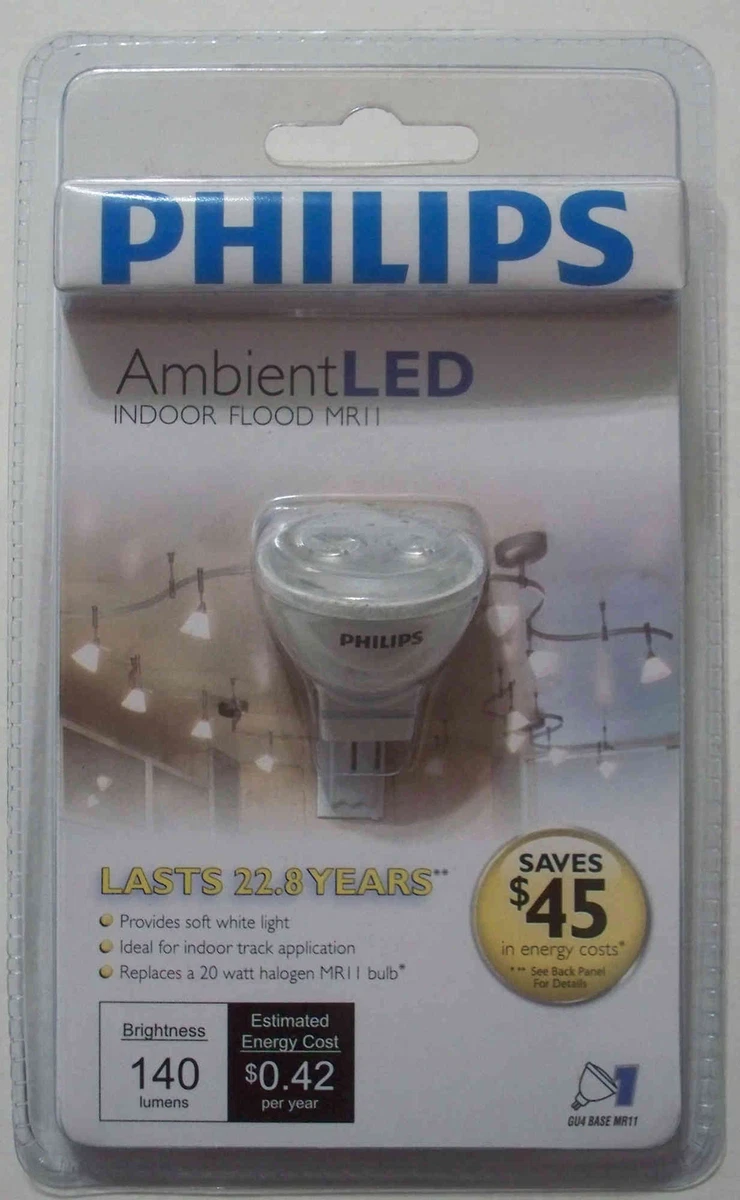 PHILIPS
AmbientLED
INDOOR FLOOD MR11
PHILIPS
LASTS 22.8 YEARS**
Provides soft white light
Ideal for indoor track application
Replaces a 20 watt halogen MR11 bulb*
SAVES
$45
in energy costs*
* ** See Back Panel
For Details
Brightness
140
lumens
Estimated
Energy Cost
$0.42
per year
1
GU4 BASE MR11